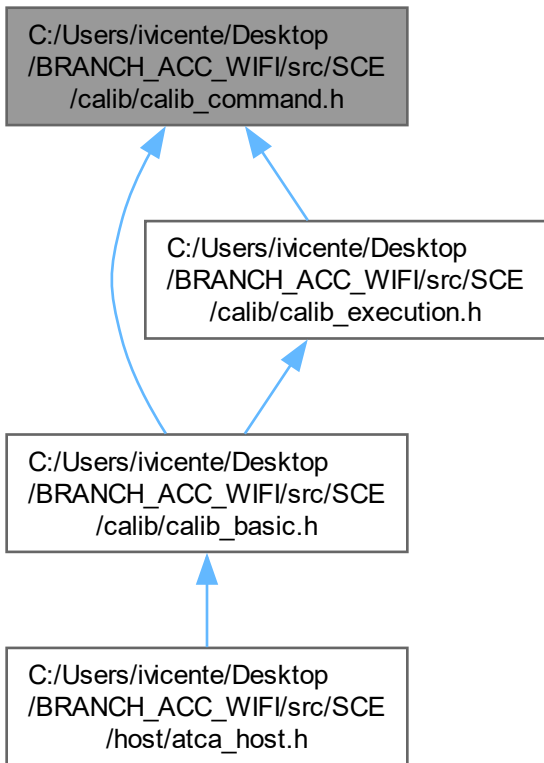 C:/Users/ivicente/Desktop
/BRANCH_ACC_WIFI/src/SCE
/calib/calib_command.h
C:/Users/ivicente/Desktop
/BRANCH_ACC_WIFI/src/SCE
/calib/calib_execution.h
C:/Users/ivicente/Desktop
/BRANCH_ACC_WIFI/src/SCE
/calib/calib_basic.h
C:/Users/ivicente/Desktop
/BRANCH_ACC_WIFI/src/SCE
/host/atca_host.h